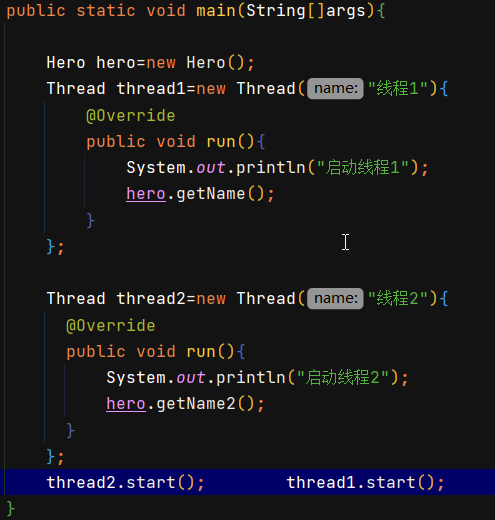 public static void main(String[]args){
Hero hero=new Hero();
Thread thread1=new Thread( name: "线程1"){
@Override
public void run(){
System.out.println("启动线程1");
hero.getName();
}
};
Thread thread2=new Thread( name: "线程2"){
@Override
public void run(){
System.out.println("启动线程2");
hero.getName2();
}
};
thread2.start();        thread1.start();
}